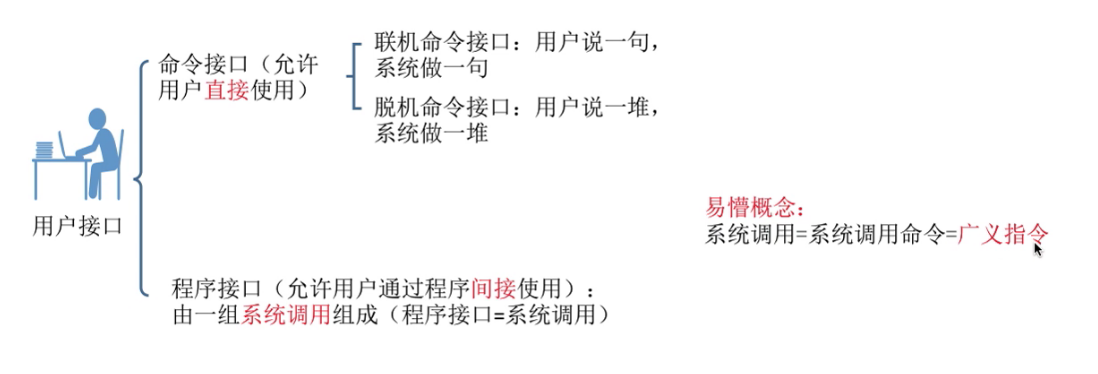 联机命令接口：用户说一句，
系统做一句
命令接口（允许
用户直接使用）
脱机命令接口：用户说一堆，
系统做一堆
用户接口
易懵概念：
系统调用=系统调用命令=广义指令
程序接口（允许用户通过程序间接使用）：
由一组系统调用组成（程序接口=系统调用）